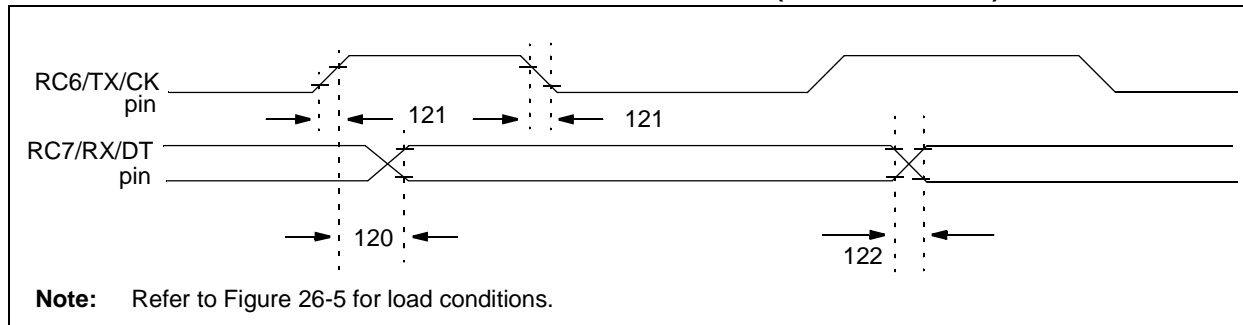 RC6/TX/CK
pin
121
121
RC7/RX/DT
pin
120
122
Note: Refer to Figure 26-5 for load conditions.